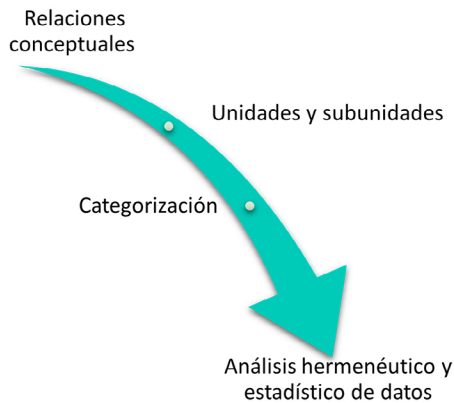 Relaciones
conceptuales
Unidades y subunidades
Categorización
Análisis hermenéutico y
estadístico de datos